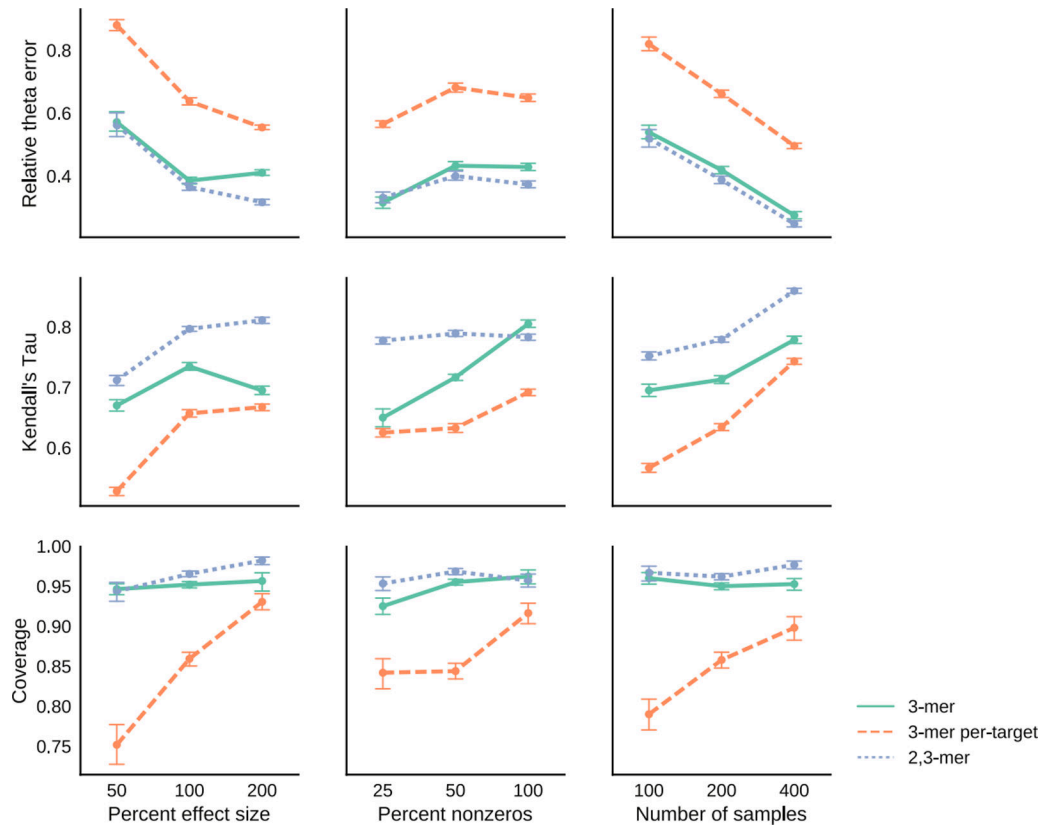 Relative theta error
0.8
0.6
0.4
Kendall's Tau
0.8
0.7
0.6
Coverage
1.00
0.95
0.90
0.85
0.80
0.75
50 100 200
Percent effect size
25 50 100
Percent nonzeros
100 200 400
Number of samples
3-mer
3-mer per-target
2,3-mer